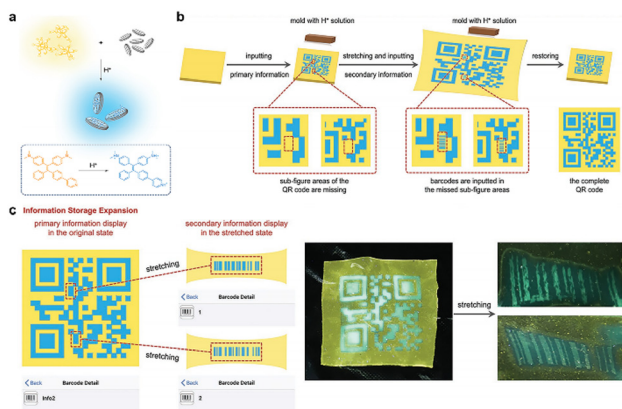 a
+
H⁺
H⁺
b
mold with H⁺ solution
mold with H⁺ solution
inputting
primary information
stretching and inputting
secondary information
restoring
sub-figure areas of the
QR code are missing
barcodes are inputted in
the missed sub-figure areas
the complete
QR code
c Information Storage Expansion
primary information display
in the original state
secondary information display
in the stretched state
stretching
Back Barcode Detail
1
stretching
stretching
Back Barcode Detail
Info2
Back Barcode Detail
2